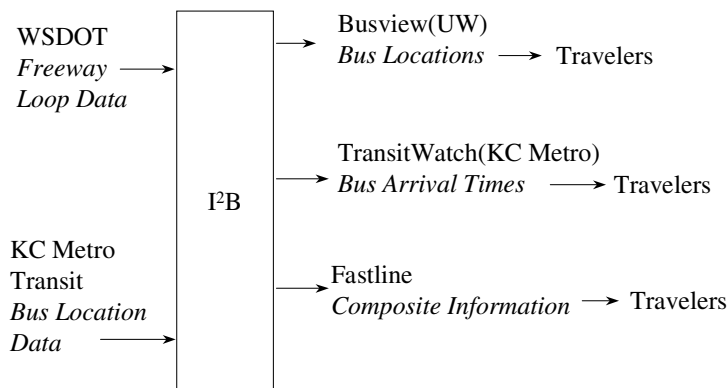 WSDOT
Freeway
Loop Data
KC Metro
Transit
Bus Location
Data
I²B
Busview(UW)
Bus Locations
Travelers
TransitWatch(KC Metro)
Bus Arrival Times
Travelers
Fastline
Composite Information
Travelers